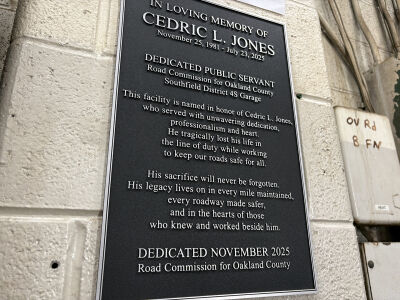 IN LOVING MEMORY OF
CEDRIC L. JONES
November 25, 1981 - July 23, 2025
DEDICATED PUBLIC SERVANT
Road Commission for Oakland County
Southfield District 4S Garage
This facility is named in honor of Cedric L. Jones,
who served with unwavering dedication,
professionalism and heart.
He tragically lost his life in
the line of duty while working
to keep our roads safe for all.
His sacrifice will never be forgotten.
His legacy lives on in every mile maintained,
every roadway made safer,
and in the hearts of those
who knew and worked beside him.
DEDICATED NOVEMBER 2025
Road Commission for Oakland County
OV Rd
B FN